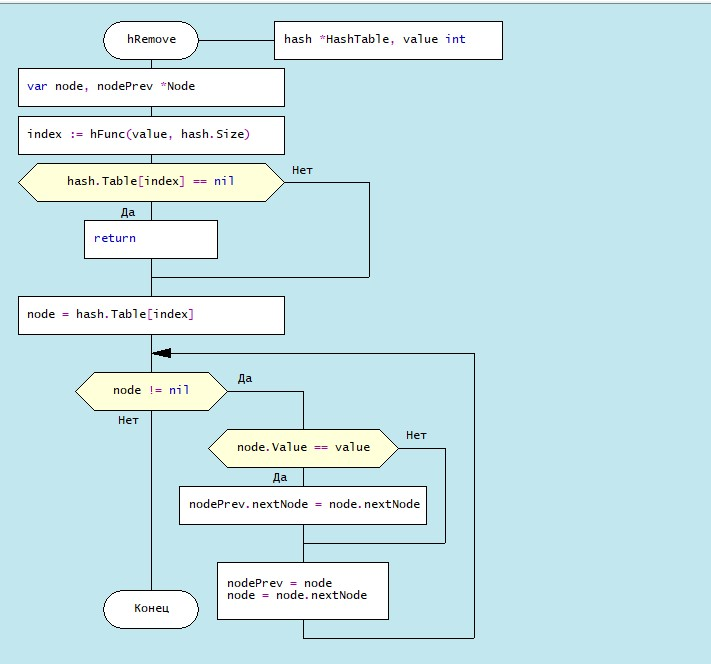 hRemove
hash *HashTable, value int
var node, nodePrev *Node
index := hFunc(value, hash.Size)
hash.Table[index] == nil
Нет
Да
return
node = hash.Table[index]
node != nil
Да
Нет
node.Value == value
Нет
Да
nodePrev.nextNode = node.nextNode
nodePrev = node
node = node.nextNode
Конец